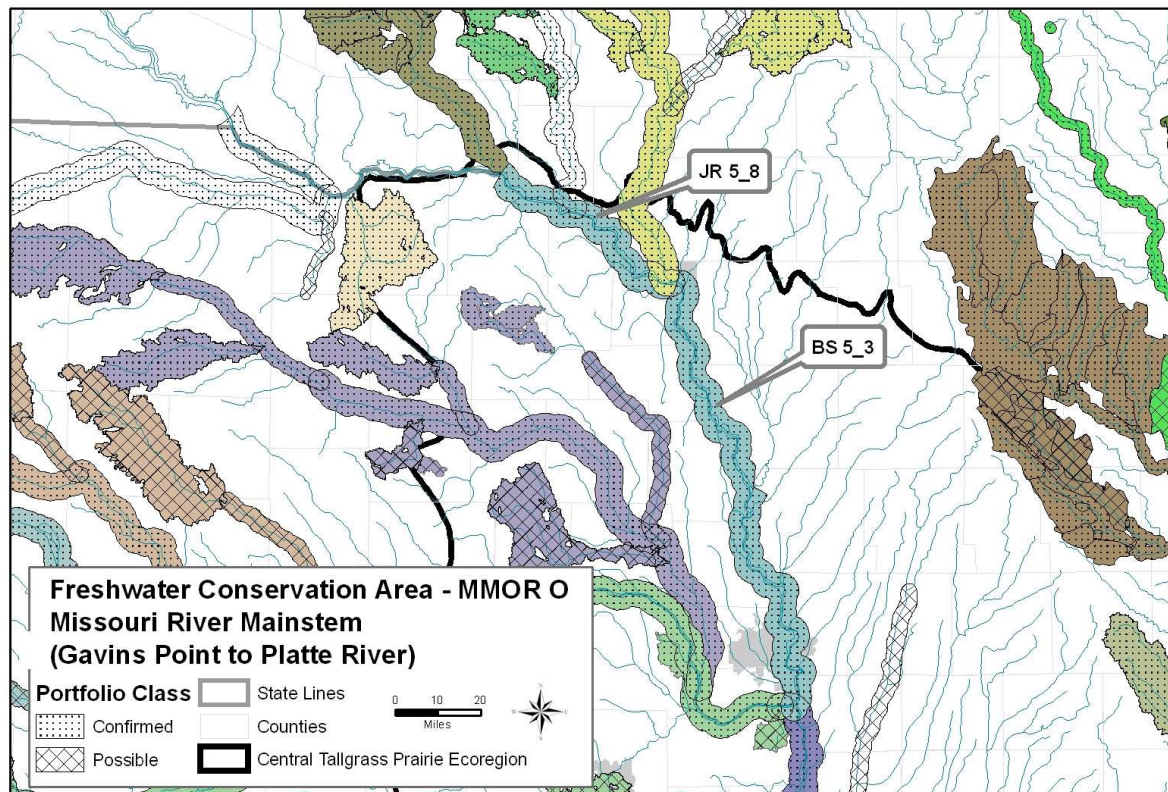 JR 5_8
BS 5_3
Freshwater Conservation Area - MMOR O
Missouri River Mainstem
(Gavins Point to Platte River)
Portfolio Class
Confirmed
Possible
State Lines
Counties
Central Tallgrass Prairie Ecoregion
0 10 20
Miles